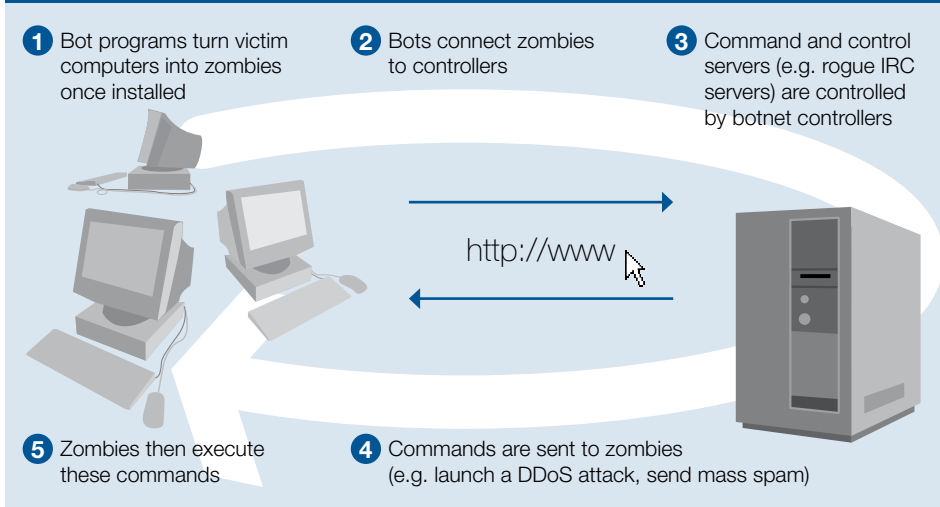 1 Bot programs turn victim
computers into zombies
once installed
2 Bots connect zombies
to controllers
3 Command and control
servers (e.g. rogue IRC
servers) are controlled
by botnet controllers
http://www
5 Zombies then execute
these commands
4 Commands are sent to zombies
(e.g. launch a DDoS attack, send mass spam)